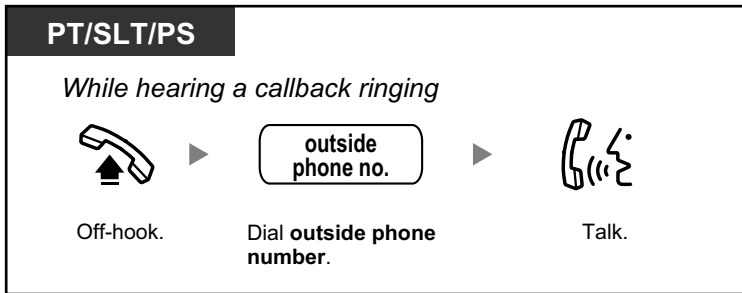 PT/SLT/PS
While hearing a callback ringing
outside
phone no.
Off-hook.
Dial outside phone
number.
Talk.